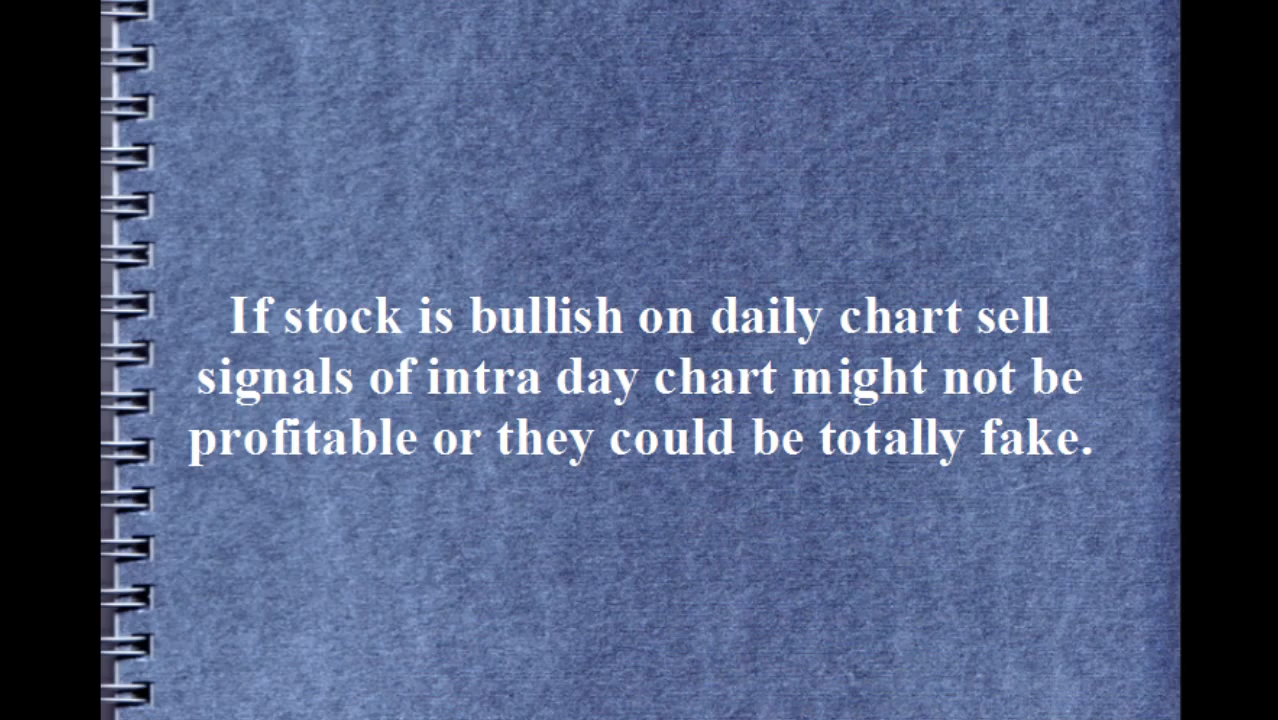 If stock is bullish on daily chart sell
signals of intra day chart might not be
profitable or they could be totally fake.